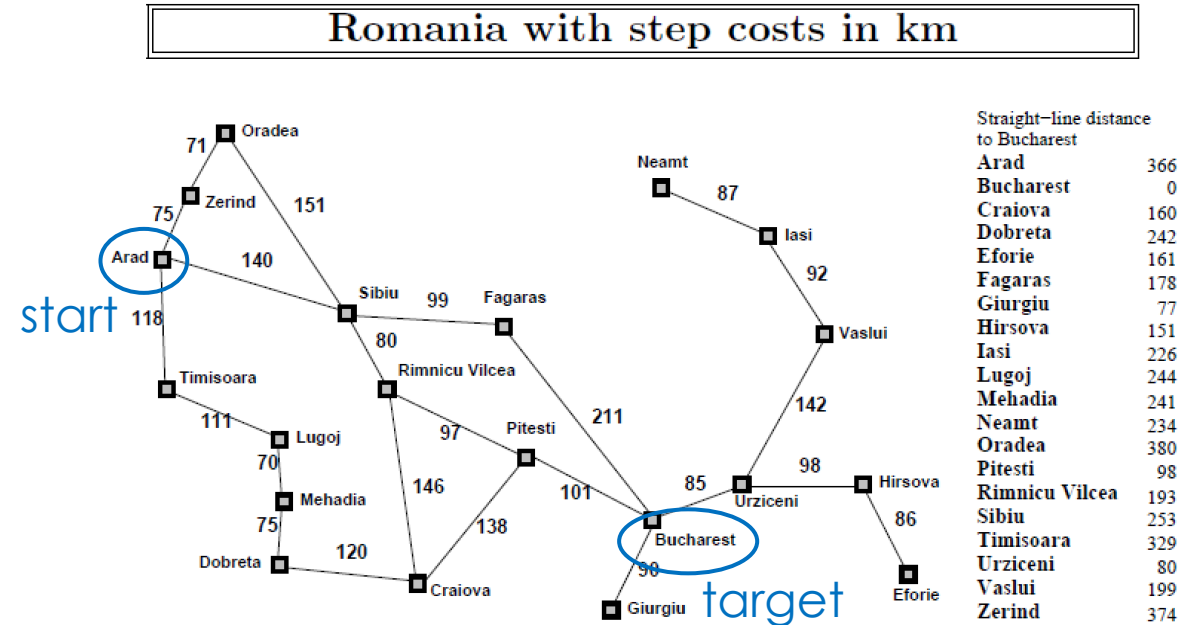 Romania with step costs in km
Straight−line distance
to Bucharest
Arad 366
Bucharest 0
Craiova 160
Dobreta 242
Eforie 161
Fagaras 178
Giurgiu 77
Hirsova 151
Iasi 226
Lugoj 244
Mehadia 241
Neamt 234
Oradea 380
Pitesti 98
Rimnicu Vilcea 193
Sibiu 253
Timisoara 329
Urziceni 80
Vaslui 199
Zerind 374
Oradea
71
Zerind
75
151
Arad
140
start
118
Sibiu
99
Fagaras
80
Timisoara
Rimnicu Vilcea
111
Lugoj
97
Pitesti
211
70
Mehadia
146
101
75
138
Dobreta
120
Craiova
Neamt
87
Iasi
92
Vaslui
142
98
85
Urziceni
Hirsova
86
Bucharest
90
Giurgiu
target
Eforie